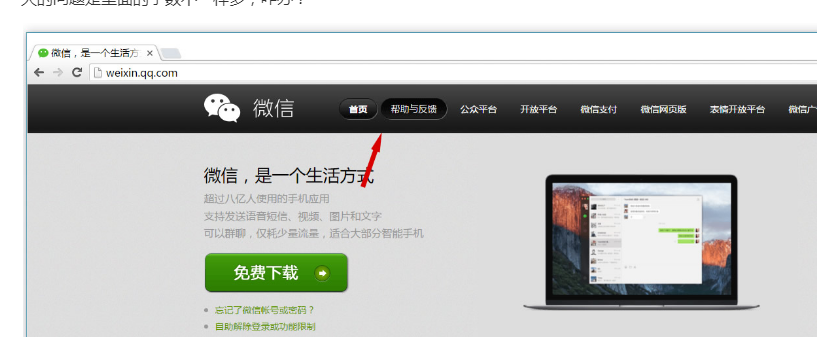 微信，是一个生活方
weixin.qq.com
微信 首页 帮助与反馈 公众平台 开放平台 微信支付 微信网页版 表情开放平台 微信广
微信，是一个生活方式
超过八亿人使用的手机应用
支持发送语音短信、视频、图片和文字
可以群聊，仅耗少量流量，适合大部分智能手机
免费下载
忘记了微信帐号或密码？
自助解除登录或功能限制